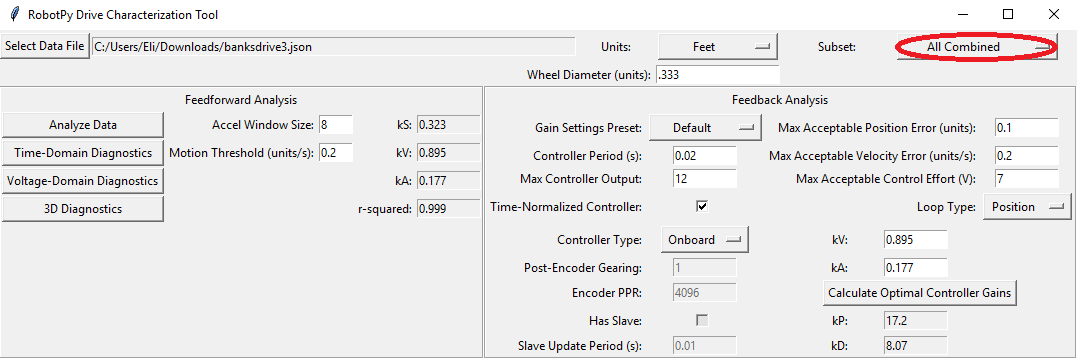 RobotPy Drive Characterization Tool
Select Data File C:/Users/Eli/Downloads/banksdrive3.json Units: Feet Subset: All Combined
Wheel Diameter (units): .333
Feedforward Analysis
Analyze Data Accel Window Size: 8 kS: 0.323
Time-Domain Diagnostics Motion Threshold (units/s): 0.2 kV: 0.895
Voltage-Domain Diagnostics kA: 0.177
3D Diagnostics r-squared: 0.999
Feedback Analysis
Gain Settings Preset: Default Max Acceptable Position Error (units): 0.1
Controller Period (s): 0.02 Max Acceptable Velocity Error (units/s): 0.2
Max Controller Output: 12 Max Acceptable Control Effort (V): 7
Time-Normalized Controller: Loop Type: Position
Controller Type: Onboard kV: 0.895
Post-Encoder Gearing: 1 kA: 0.177
Encoder PPR: 4096 Calculate Optimal Controller Gains
Has Slave: kP: 17.2
Slave Update Period (s): 0.01 kD: 8.07